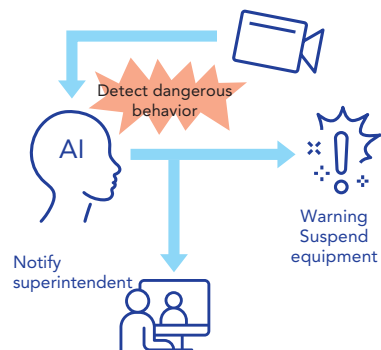 Detect dangerous
behavior
AI
Warning
Suspend
equipment
Notify
superintendent